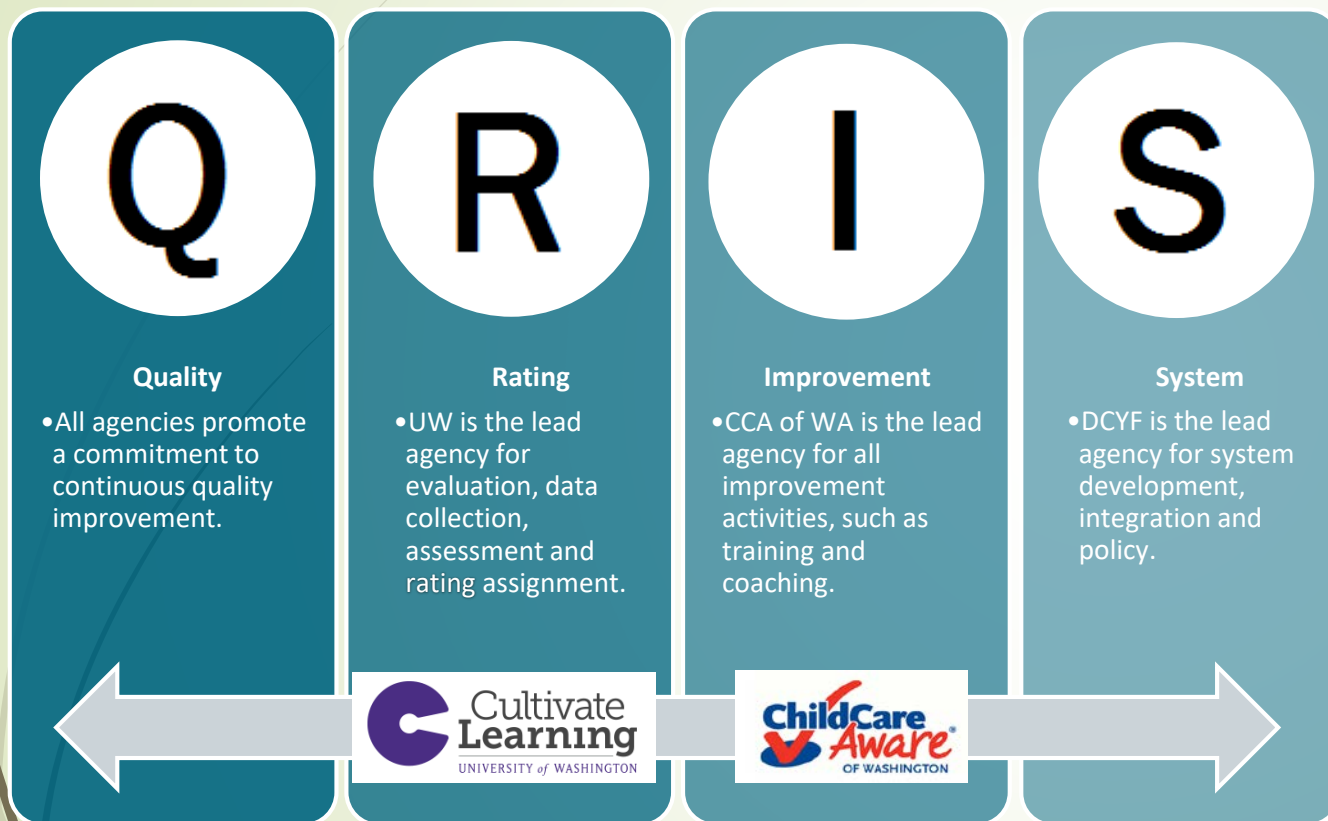 Q
Quality
•All agencies promote
a commitment to
continuous quality
improvement.
R
Rating
•UW is the lead
agency for
evaluation, data
collection,
assessment and
rating assignment.
I
Improvement
•CCA of WA is the lead
agency for all
improvement
activities, such as
training and
coaching.
S
System
•DCYF is the lead
agency for system
development,
integration and
policy.
Cultivate
Learning
UNIVERSITY of WASHINGTON
ChildCare
Aware®
OF WASHINGTON